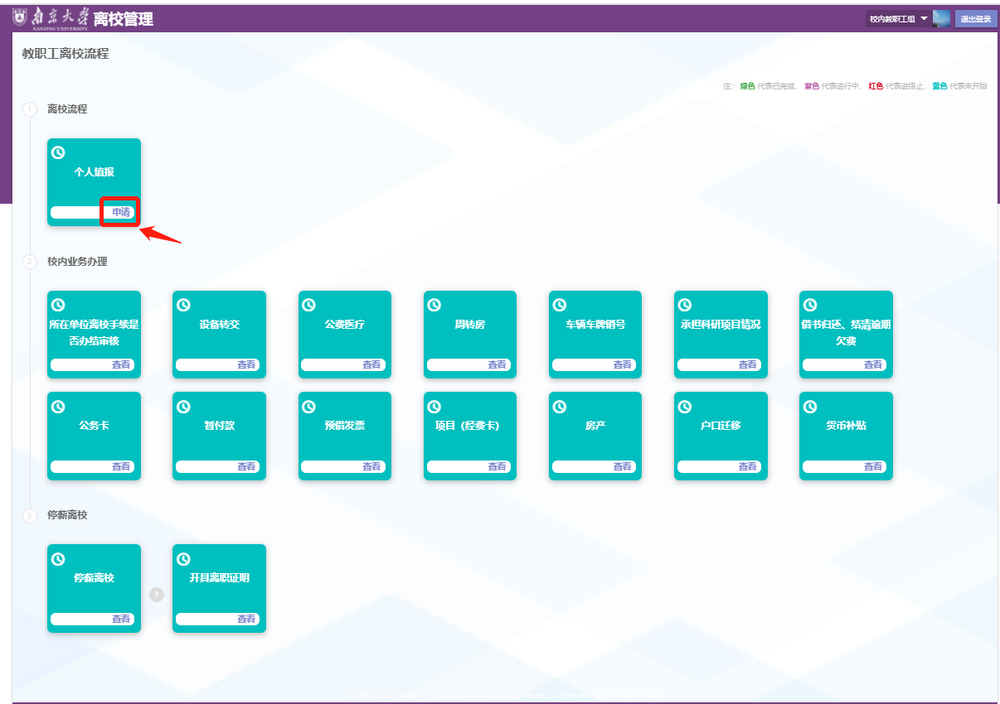 南京大学 离校管理
NANJING UNIVERSITY
校内教职工组
退出登录
教职工离校流程
注: 绿色 代表已完成, 紫色 代表进行中, 红色 代表进终止, 蓝色 代表未开始
1 离校流程
个人填报
申请
2 校内业务办理
所在单位离校手续是
否办结审核
查看
设备转交
查看
公费医疗
查看
周转房
查看
车辆车牌销号
查看
承担科研项目情况
查看
借书归还、结清逾期
欠费
查看
公务卡
查看
暂付款
查看
预借发票
查看
项目（经费卡）
查看
房产
查看
户口迁移
查看
货币补贴
查看
3 停薪离校
停薪离校
查看
开具离职证明
查看